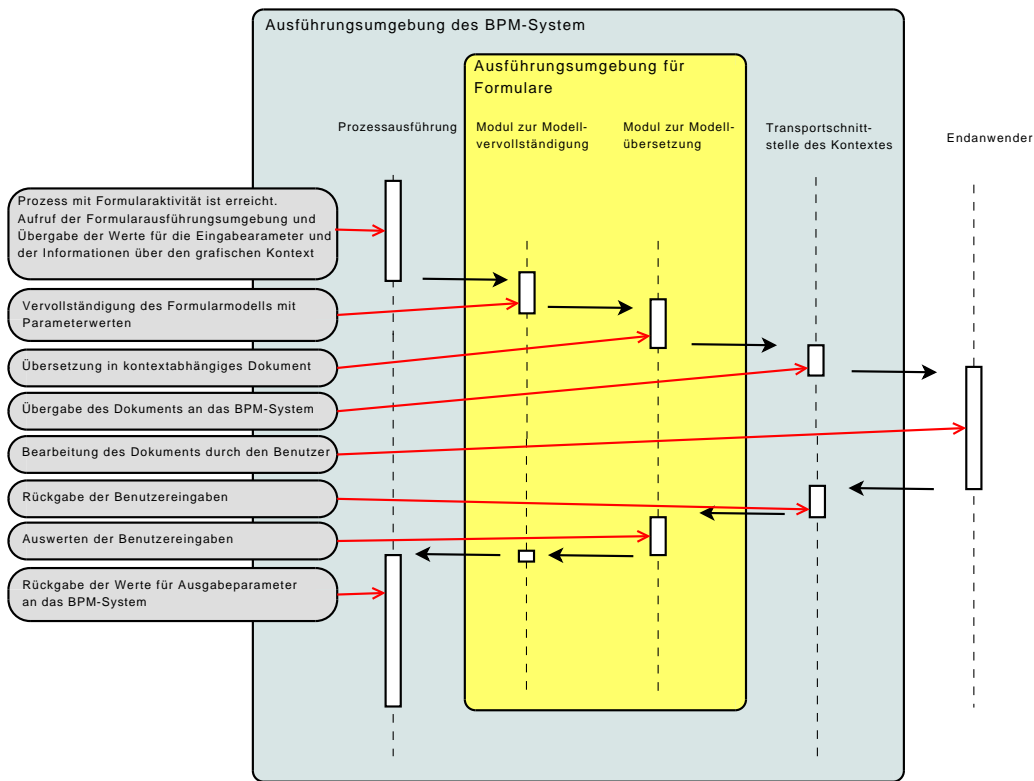 Ausführungsumgebung des BPM-System
Ausführungsumgebung für
Formulare
Prozessausführung
Modul zur Modell-
vervollständigung
Modul zur Modell-
übersetzung
Transportschnitt-
stelle des Kontextes
Endanwender
Prozess mit Formularaktivität ist erreicht.
Aufruf der Formularausführungsumgebung und
Übergabe der Werte für die Eingabearameter und
der Informationen über den grafischen Kontext
Vervollständigung des Formularmodells mit
Parameterwerten
Übersetzung in kontextabhängiges Dokument
Übergabe des Dokuments an das BPM-System
Bearbeitung des Dokuments durch den Benutzer
Rückgabe der Benutzereingaben
Auswerten der Benutzereingaben
Rückgabe der Werte für Ausgabeparameter
an das BPM-System